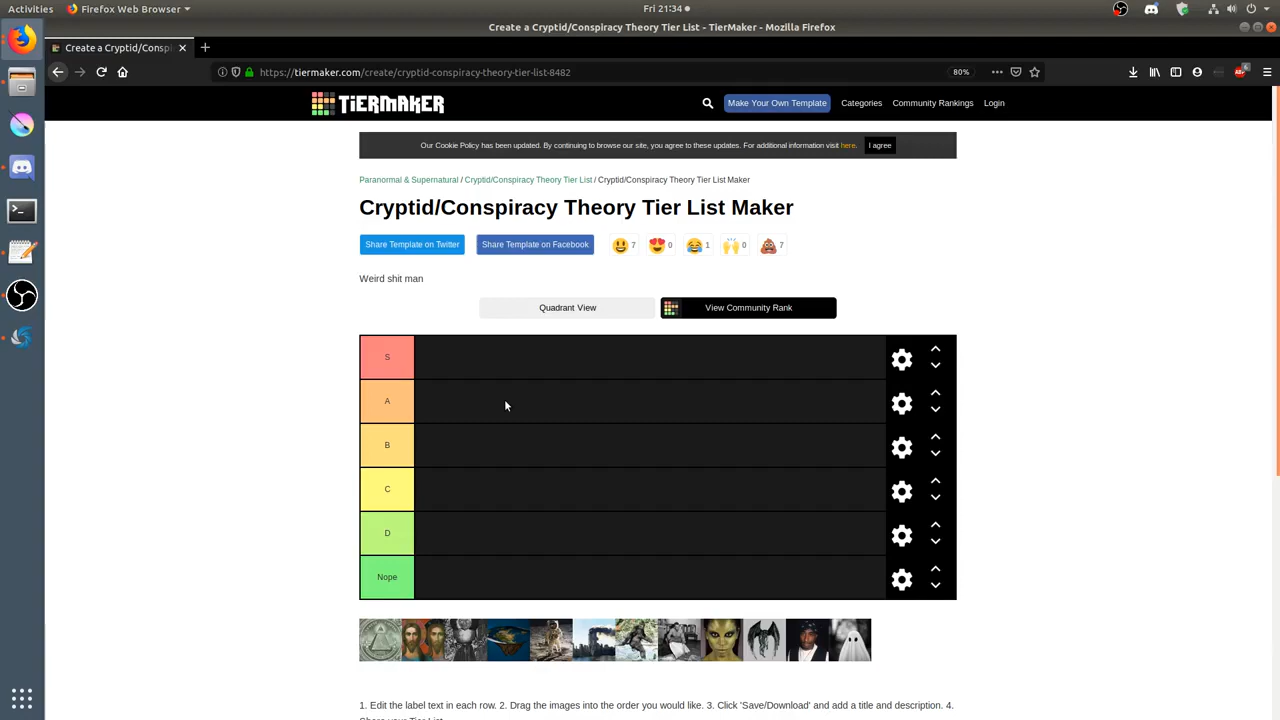 Activities
Firefox Web Browser
Fri 21:34
Create a Cryptid/Conspiracy Theory Tier List - TierMaker - Mozilla Firefox
Create a Cryptid/Conspi
https://tiermaker.com/create/cryptid-conspiracy-theory-tier-list-8482
80%
6
TiERMAKER
Make Your Own Template
Categories
Community Rankings
Login
Our Cookie Policy has been updated. By continuing to browse our site, you agree to these updates. For additional information visit here.
I agree
Paranormal & Supernatural / Cryptid/Conspiracy Theory Tier List / Cryptid/Conspiracy Theory Tier List Maker
Cryptid/Conspiracy Theory Tier List Maker
Share Template on Twitter
Share Template on Facebook
7
0
1
0
7
Weird shit man
Quadrant View
View Community Rank
S
A
B
C
D
Nope
1. Edit the label text in each row. 2. Drag the images into the order you would like. 3. Click 'Save/Download' and add a title and description. 4.
Share your Tier List.